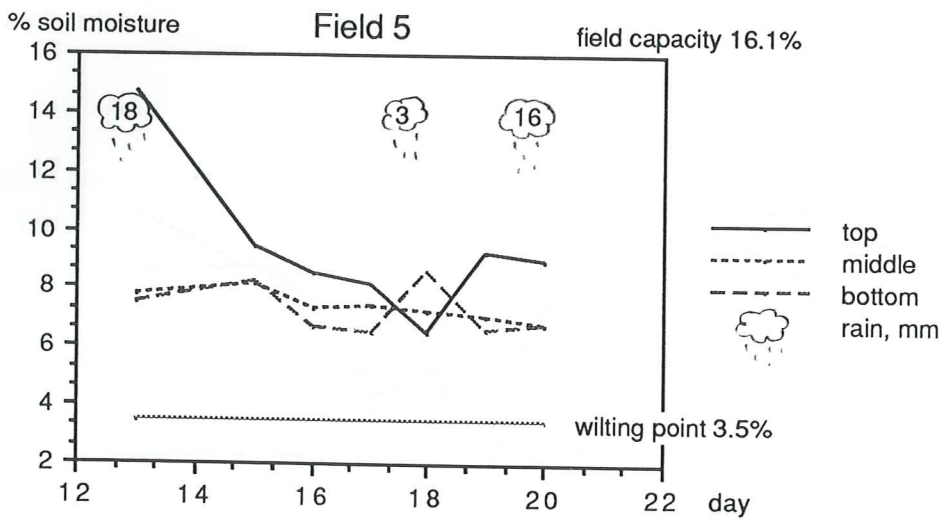 % soil moisture
Field 5
field capacity 16.1%
16
14
12
10
8
6
4
2
18
3
16
top
middle
bottom
rain, mm
wilting point 3.5%
12
14
16
18
20
22
day